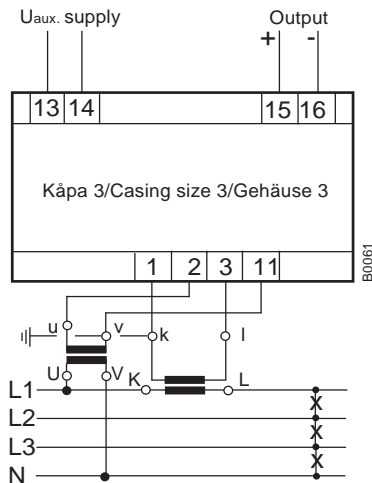 Uaux. supply Output
+ -
13 14 15 16
Kåpa 3/Casing size 3/Gehäuse 3
B0061
1 2 3 11
u v k l
U V K L
L1
L2
L3
N
x
x
x